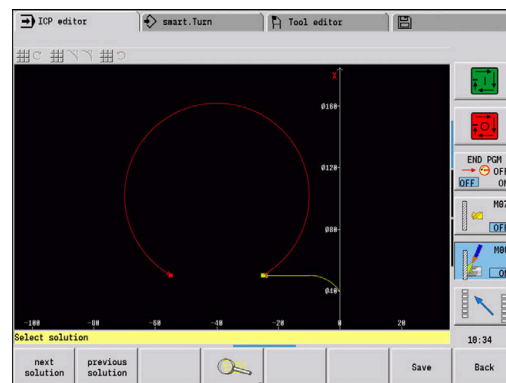 ICP editor
smart.Turn
Tool editor
X
Ø160
Ø120
Ø80
Ø40
-100
-80
-60
-40
-20
0
20
END PGM
OFF
OFF
ON
OFF
Select solution
10:34
next solution
previous solution
Save
Back